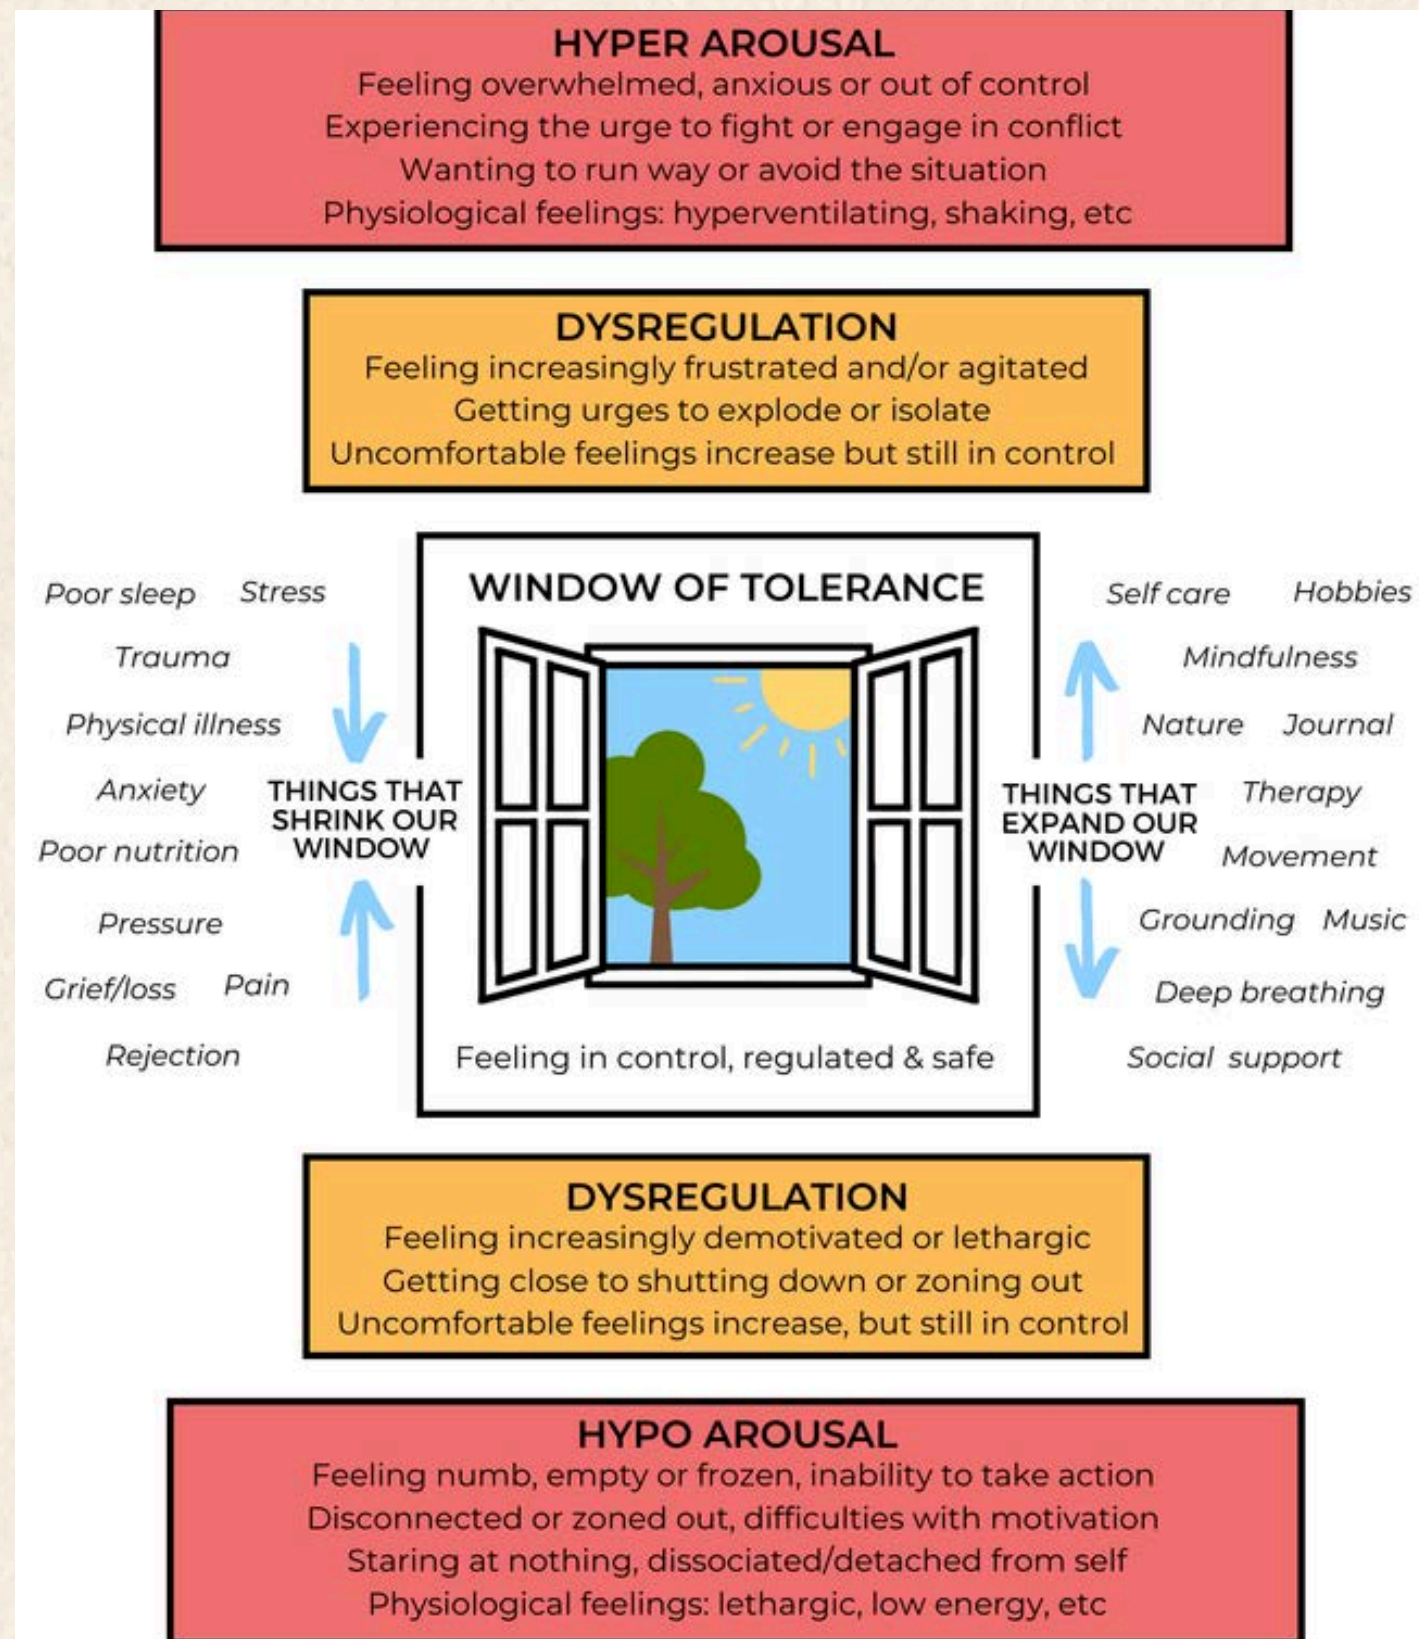 HYPER AROUSAL
Feeling overwhelmed, anxious or out of control
Experiencing the urge to fight or engage in conflict
Wanting to run way or avoid the situation
Physiological feelings: hyperventilating, shaking, etc
DYSREGULATION
Feeling increasingly frustrated and/or agitated
Getting urges to explode or isolate
Uncomfortable feelings increase but still in control
Poor sleep Stress
Trauma
Physical illness
Anxiety
Poor nutrition
Pressure
Grief/loss Pain
Rejection
THINGS THAT
SHRINK OUR
WINDOW
WINDOW OF TOLERANCE
Feeling in control, regulated & safe
THINGS THAT
EXPAND OUR
WINDOW
Self care Hobbies
Mindfulness
Nature Journal
Therapy
Movement
Grounding Music
Deep breathing
Social support
DYSREGULATION
Feeling increasingly demotivated or lethargic
Getting close to shutting down or zoning out
Uncomfortable feelings increase, but still in control
HYPO AROUSAL
Feeling numb, empty or frozen, inability to take action
Disconnected or zoned out, difficulties with motivation
Staring at nothing, dissociated/detached from self
Physiological feelings: lethargic, low energy, etc